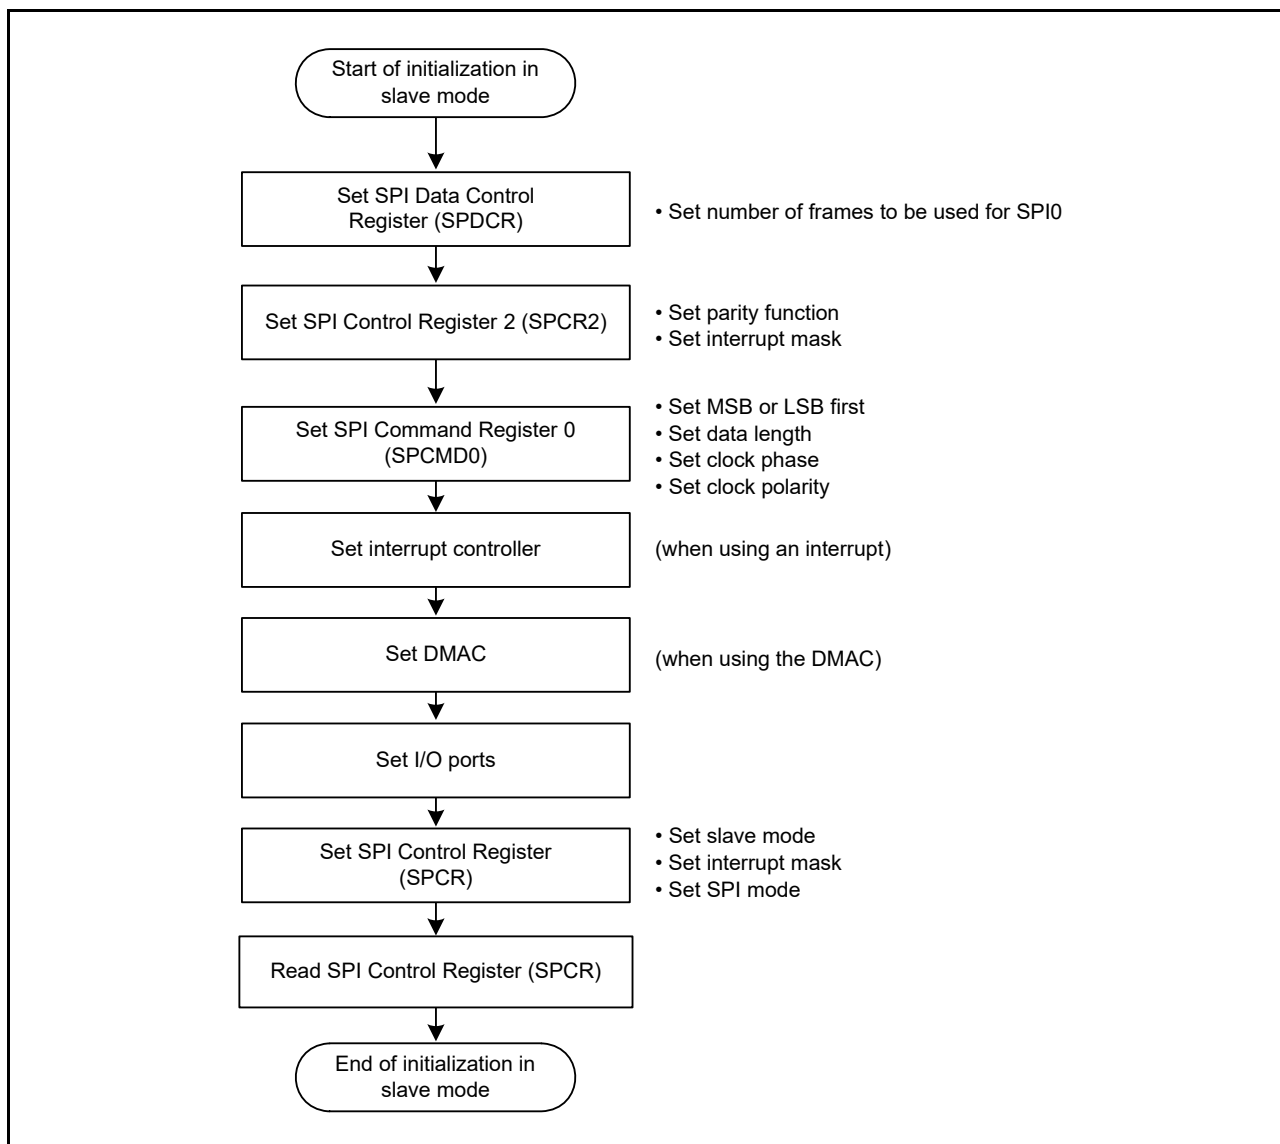 Start of initialization in
slave mode
Set SPI Data Control
Register (SPDCR)
• Set number of frames to be used for SPI0
Set SPI Control Register 2 (SPCR2)
• Set parity function
• Set interrupt mask
Set SPI Command Register 0
(SPCMD0)
• Set MSB or LSB first
• Set data length
• Set clock phase
• Set clock polarity
Set interrupt controller
(when using an interrupt)
Set DMAC
(when using the DMAC)
Set I/O ports
Set SPI Control Register
(SPCR)
• Set slave mode
• Set interrupt mask
• Set SPI mode
Read SPI Control Register (SPCR)
End of initialization in
slave mode